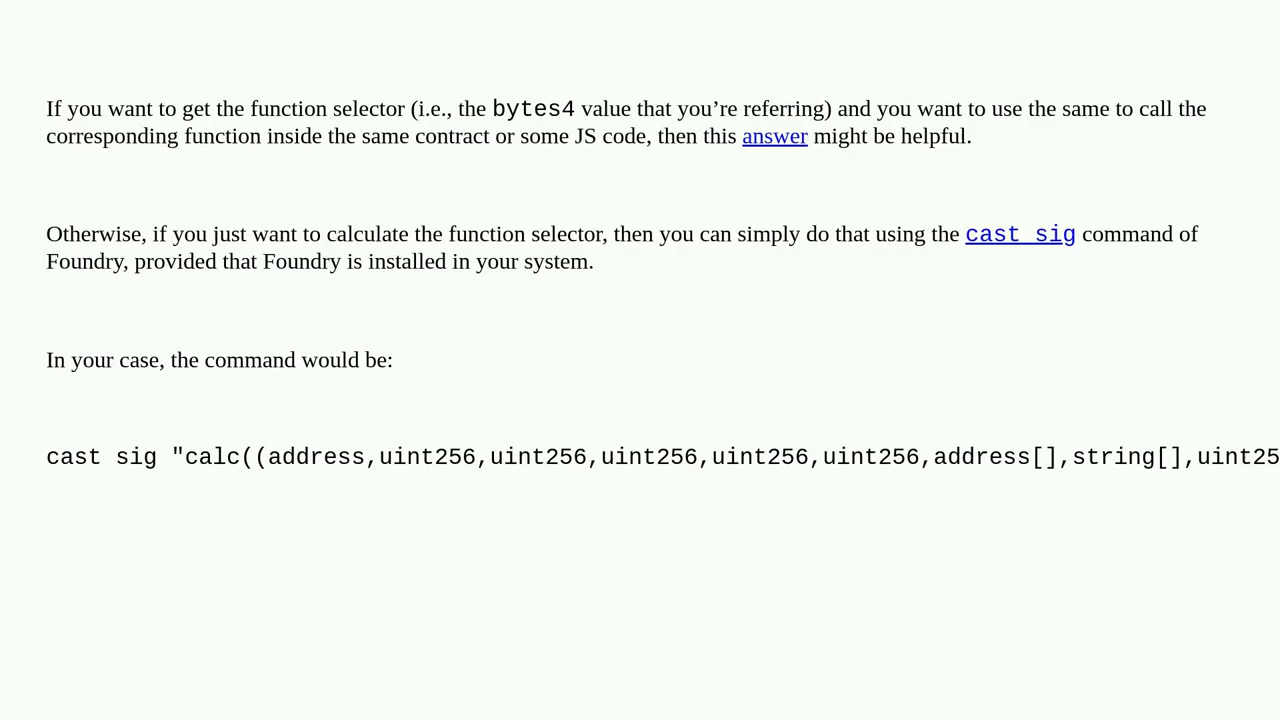 If you want to get the function selector (i.e., the bytes4 value that you’re referring) and you want to use the same to call the
corresponding function inside the same contract or some JS code, then this answer might be helpful.
Otherwise, if you just want to calculate the function selector, then you can simply do that using the cast sig command of
Foundry, provided that Foundry is installed in your system.
In your case, the command would be:
cast sig "calc((address,uint256,uint256,uint256,uint256,uint256,address[],string[],uint25